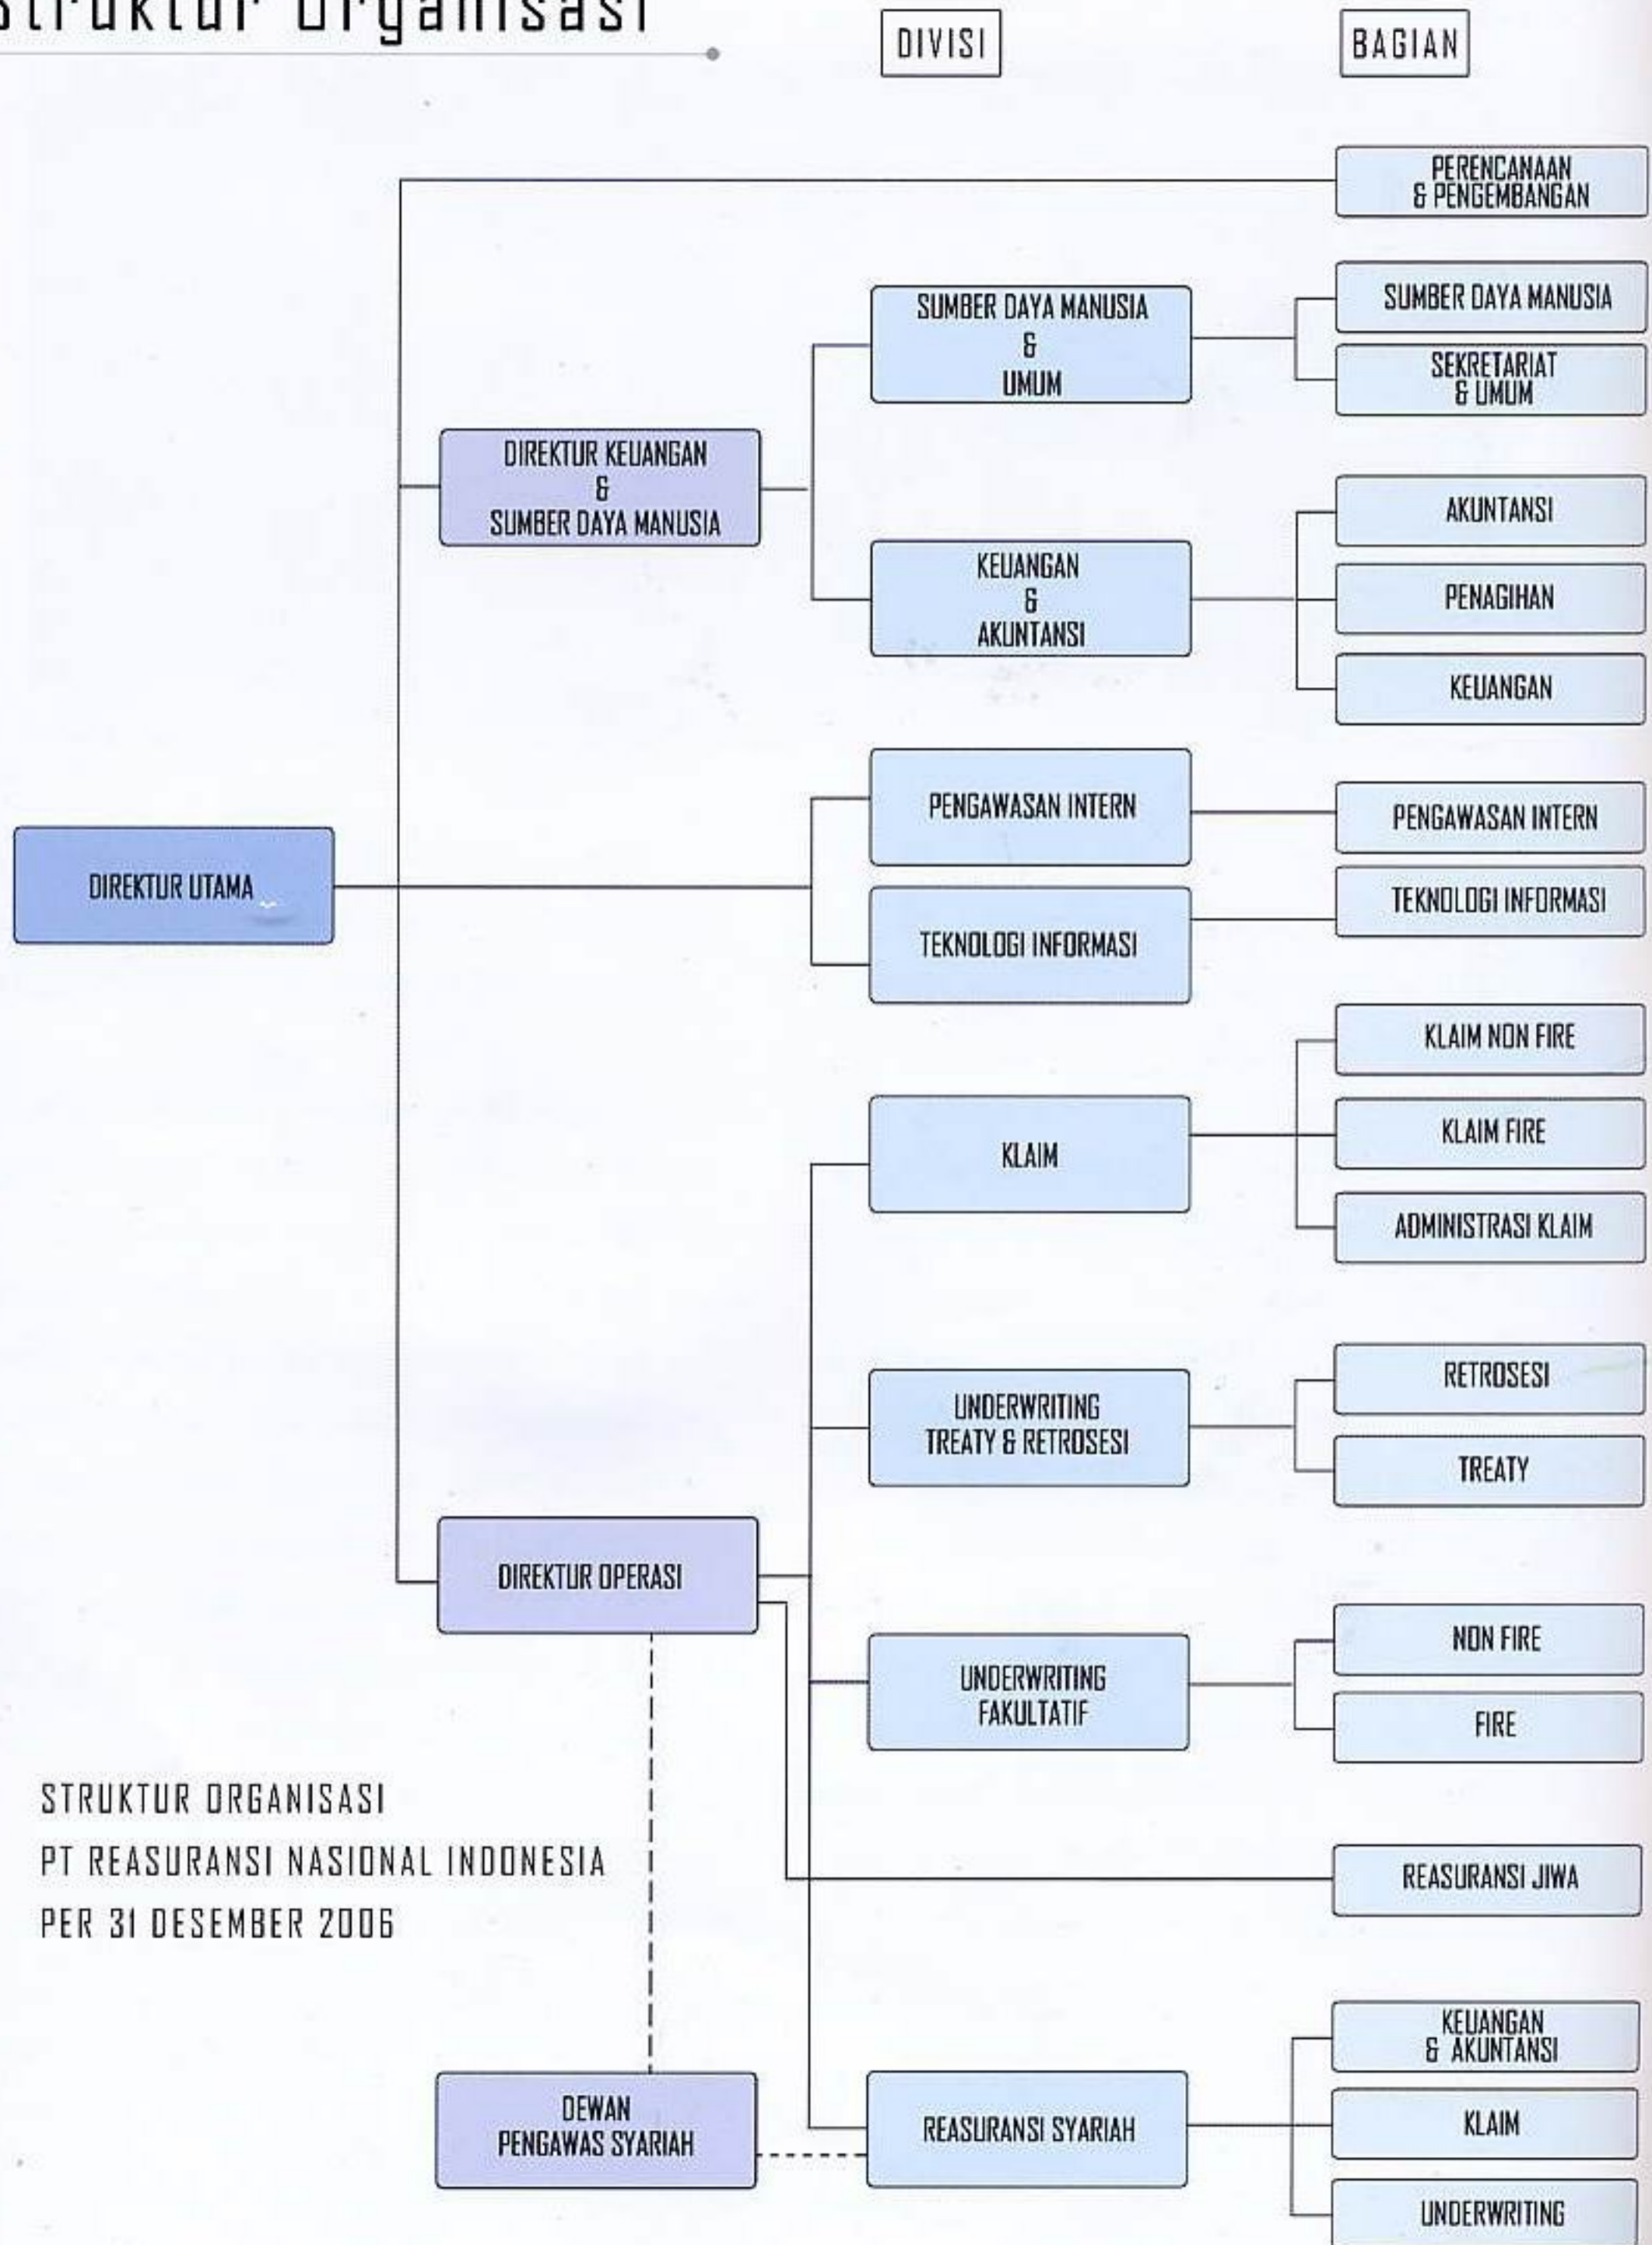 Struktur Organisasi
DIVISI
BAGIAN
PERENCANAAN
& PENGEMBANGAN
SUMBER DAYA MANUSIA
&
UMUM
SUMBER DAYA MANUSIA
SEKRETARIAT
& UMUM
DIREKTUR KEUANGAN
&
SUMBER DAYA MANUSIA
KEUANGAN
&
AKUNTANSI
AKUNTANSI
PENAGIHAN
KEUANGAN
DIREKTUR UTAMA
PENGAWASAN INTERN
PENGAWASAN INTERN
TEKNOLOGI INFORMASI
TEKNOLOGI INFORMASI
KLAIM
KLAIM NON FIRE
KLAIM FIRE
ADMINISTRASI KLAIM
UNDERWRITING
TREATY & RETROSESI
RETROSESI
TREATY
DIREKTUR OPERASI
UNDERWRITING
FAKULTATIF
NON FIRE
FIRE
REASURANSI JIWA
STRUKTUR ORGANISASI
PT REASURANSI NASIONAL INDONESIA
PER 31 DESEMBER 2006
DEWAN
PENGAWAS SYARIAH
REASURANSI SYARIAH
KEUANGAN
& AKUNTANSI
KLAIM
UNDERWRITING